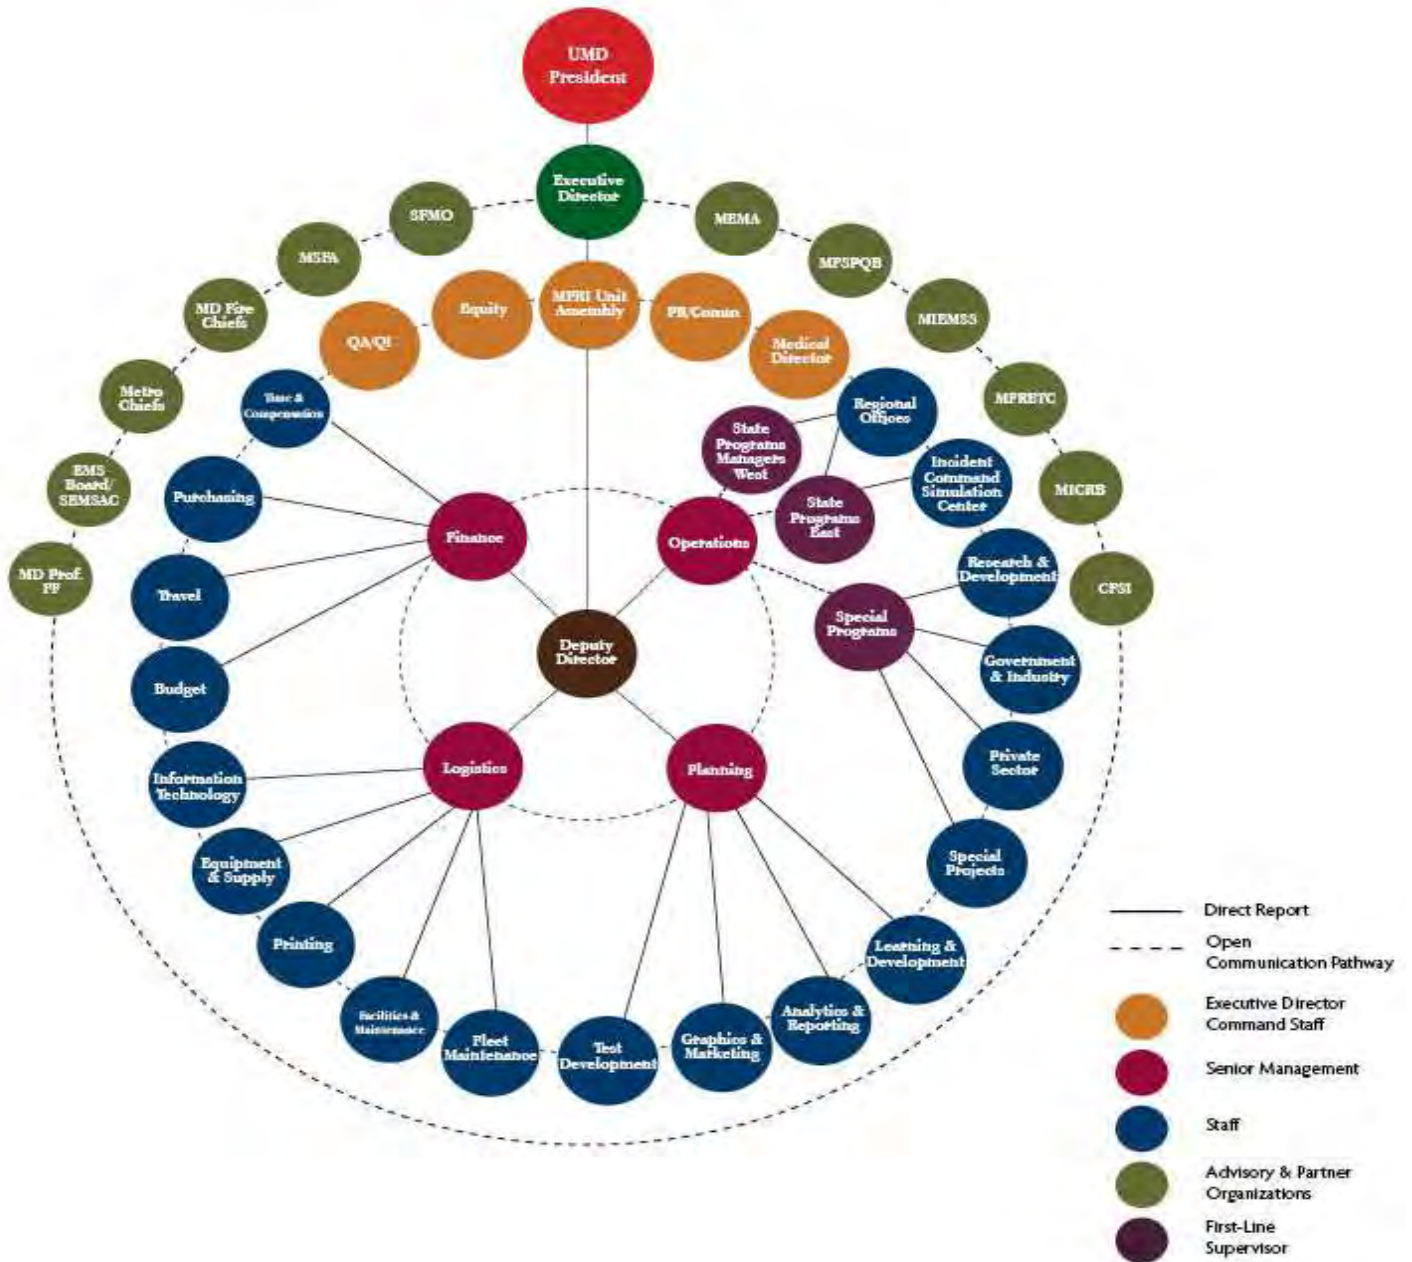 UMD
President
Executive
Director
SFMO
MEMA
MSFA
MFSPQB
MD Fire
Chiefs
MIEMSS
Metro
Chiefs
MFRETC
EMS
Board/
SEMSAC
MICRB
MD Prof.
FF
CFSI
QA/QI
Equity
MFRI Unit
Assembly
PR/Comm
Medical
Director
Time &
Compensation
Purchasing
Travel
Budget
Information
Technology
Equipment
& Supply
Printing
Facilities &
Maintenance
Fleet
Maintenance
Test
Development
Graphics &
Marketing
Analytics &
Reporting
Learning &
Development
Special
Projects
Private
Sector
Government
& Industry
Research &
Development
Incident
Command
Simulation
Center
Regional
Offices
State
Programs
Managers
West
State
Programs
East
Special
Programs
Finance
Operations
Deputy
Director
Logistics
Planning
Direct Report
Open
Communication Pathway
Executive Director
Command Staff
Senior Management
Staff
Advisory & Partner
Organizations
First-Line
Supervisor